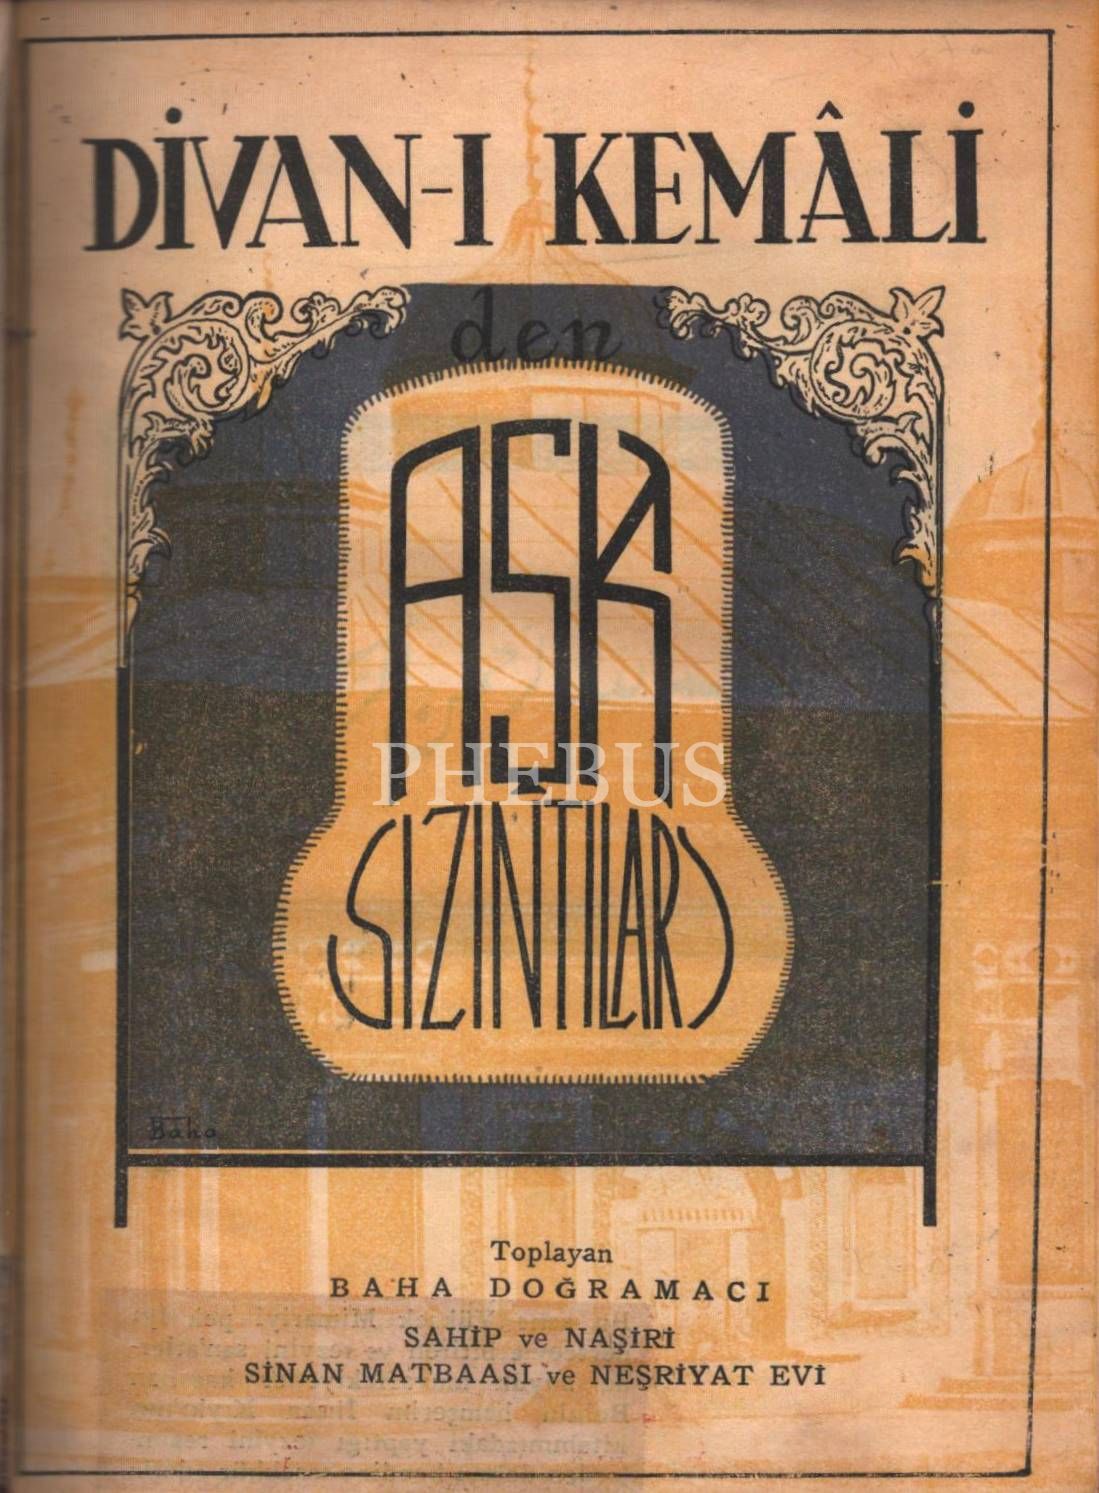 DİVAN-I KEMÂLİ
den
AŞK
SIZINTILARI
PHEBUS
Baha
Toplayan
BAHA DOĞRAMACI
SAHİP ve NAŞİRİ
SİNAN MATBAASI ve NEŞRİYAT EVİ